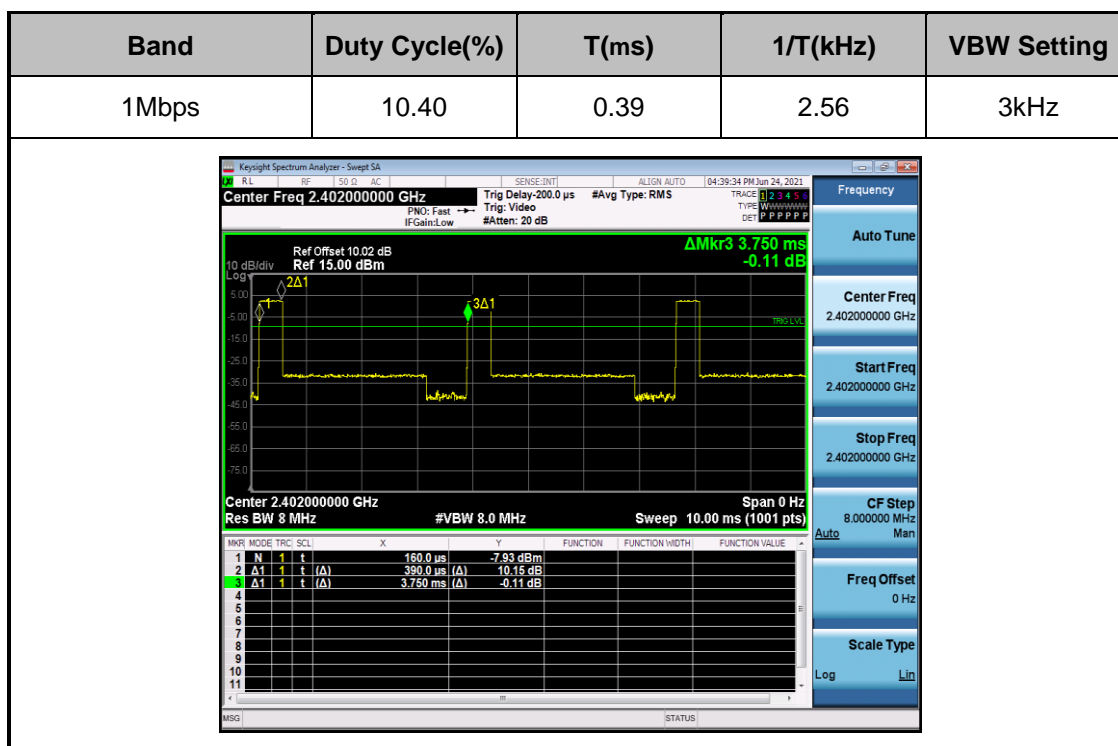 Band Duty Cycle(%) T(ms) 1/T(kHz) VBW Setting
1Mbps 10.40 0.39 2.56 3kHz
Keysight Spectrum Analyzer - Swept SA
RL RF 50 Ω AC SENSE:INT ALIGN AUTO 04:39:34 PM Jun 24, 2021
Center Freq 2.402000000 GHz Trig Delay-200.0 µs #Avg Type: RMS TRACE 1 2 3 4 5 6
PNO: Fast Trig: Video TYPE WWWWWW
IFGain:Low #Atten: 20 dB DET P P P P P P
ΔMkr3 3.750 ms
-0.11 dB
Ref Offset 10.02 dB
10 dB/div Ref 15.00 dBm
Log
2Δ1
5.00
1
3Δ1
-5.00
TRIG LVL
-15.0
-25.0
-35.0
-45.0
-55.0
-65.0
-75.0
Center 2.402000000 GHz Span 0 Hz
Res BW 8 MHz #VBW 8.0 MHz Sweep 10.00 ms (1001 pts)
MKR MODE TRC SCL X Y FUNCTION FUNCTION WIDTH FUNCTION VALUE
1 N 1 t 160.0 µs -7.93 dBm
2 Δ1 1 t (Δ) 390.0 µs (Δ) 10.15 dB
3 Δ1 1 t (Δ) 3.750 ms (Δ) -0.11 dB
4
5
6
7
8
9
10
11
MSG STATUS
Frequency
Auto Tune
Center Freq
2.402000000 GHz
Start Freq
2.402000000 GHz
Stop Freq
2.402000000 GHz
CF Step
8.000000 MHz
Auto Man
Freq Offset
0 Hz
Scale Type
Log Lin